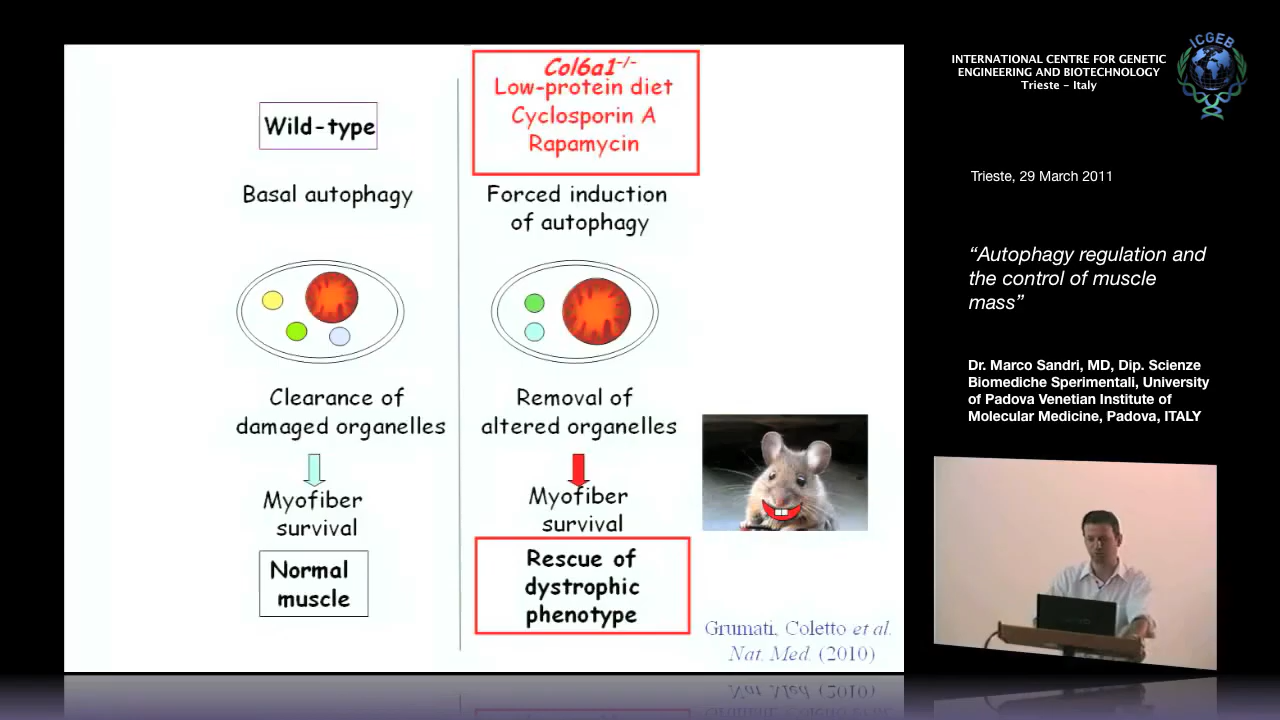 Wild-type
Basal autophagy
Clearance of
damaged organelles
Myofiber
survival
Normal
muscle
Col6a1-/-
Low-protein diet
Cyclosporin A
Rapamycin
Forced induction
of autophagy
Removal of
altered organelles
Myofiber
survival
Rescue of
dystrophic
phenotype
Grumati, Coletto et al.
Nat. Med. (2010)
INTERNATIONAL CENTRE FOR GENETIC
ENGINEERING AND BIOTECHNOLOGY
Trieste - Italy
ICGEB
Trieste, 29 March 2011
“Autophagy regulation and
the control of muscle
mass”
Dr. Marco Sandri, MD, Dip. Scienze
Biomediche Sperimentali, University
of Padova Venetian Institute of
Molecular Medicine, Padova, ITALY